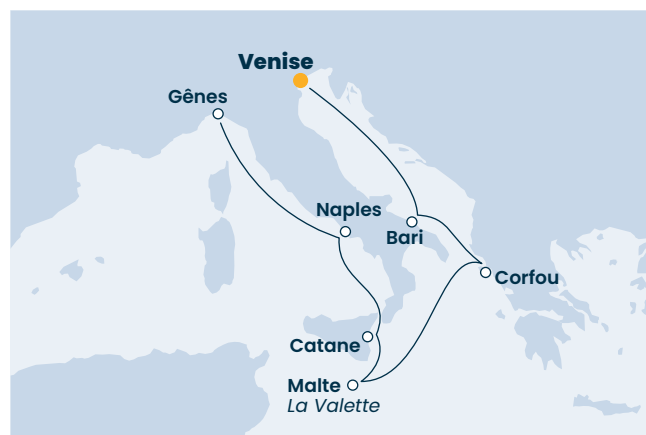 Venise
Gênes
Naples
Bari
Corfou
Catane
Malte
La Valette